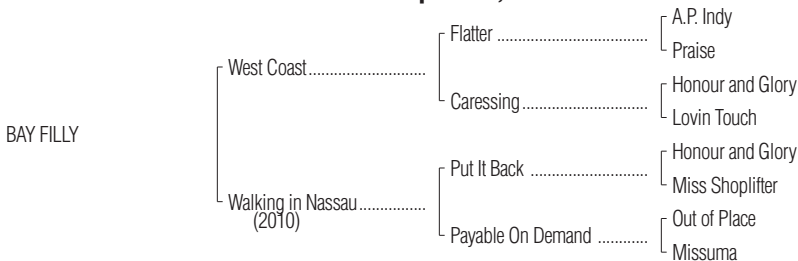 A.P. Indy
Flatter ....................................
Praise
West Coast...........................
Honour and Glory
Caressing..............................
Lovin Touch
BAY FILLY
Honour and Glory
Put It Back ............................
Miss Shoplifter
Walking in Nassau................
(2010)
Out of Place
Payable On Demand ............
Missuma